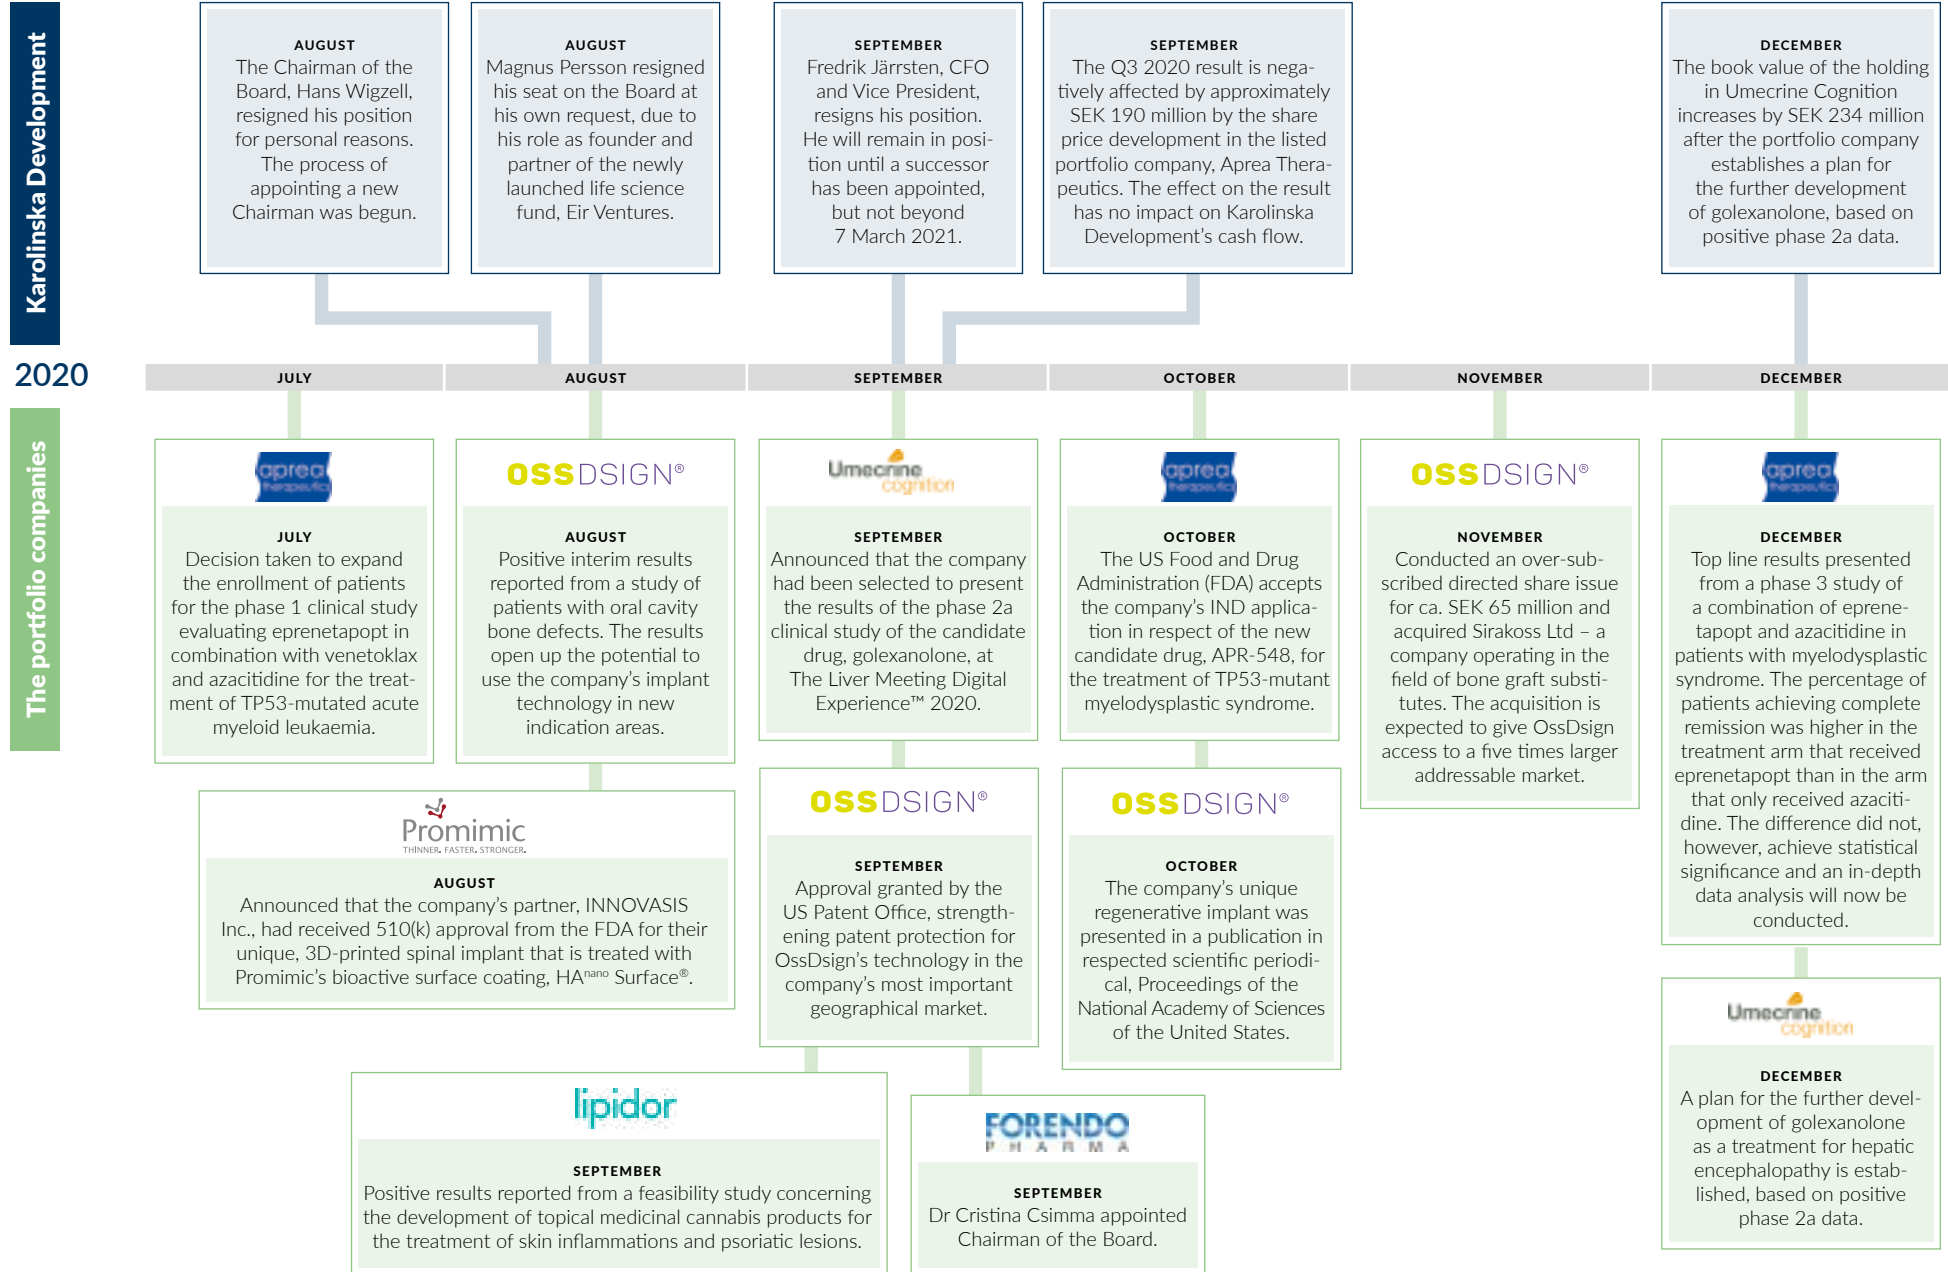 Karolinska Development
AUGUST
The Chairman of the
Board, Hans Wigzell,
resigned his position
for personal reasons.
The process of
appointing a new
Chairman was begun.
AUGUST
Magnus Persson resigned
his seat on the Board at
his own request, due to
his role as founder and
partner of the newly
launched life science
fund, Eir Ventures.
SEPTEMBER
Fredrik Järrsten, CFO
and Vice President,
resigns his position.
He will remain in posi-
tion until a successor
has been appointed,
but not beyond
7 March 2021.
SEPTEMBER
The Q3 2020 result is nega-
tively affected by approximately
SEK 190 million by the share
price development in the listed
portfolio company, Aprea Thera-
peutics. The effect on the result
has no impact on Karolinska
Development's cash flow.
DECEMBER
The book value of the holding
in Umecrine Cognition
increases by SEK 234 million
after the portfolio company
establishes a plan for
the further development
of golexanolone, based on
positive phase 2a data.
2020
JULY
AUGUST
SEPTEMBER
OCTOBER
NOVEMBER
DECEMBER
The portfolio companies
aprea
therapeutics
JULY
Decision taken to expand
the enrollment of patients
for the phase 1 clinical study
evaluating eprenetapopt in
combination with venetoklax
and azacitidine for the treat-
ment of TP53-mutated acute
myeloid leukaemia.
OSSDSIGN®
AUGUST
Positive interim results
reported from a study of
patients with oral cavity
bone defects. The results
open up the potential to
use the company's implant
technology in new
indication areas.
Umecrine
cognition
SEPTEMBER
Announced that the company
had been selected to present
the results of the phase 2a
clinical study of the candidate
drug, golexanolone, at
The Liver Meeting Digital
Experience™ 2020.
aprea
therapeutics
OCTOBER
The US Food and Drug
Administration (FDA) accepts
the company's IND applica-
tion in respect of the new
candidate drug, APR-548, for
the treatment of TP53-mutant
myelodysplastic syndrome.
OSSDSIGN®
NOVEMBER
Conducted an over-sub-
scribed directed share issue
for ca. SEK 65 million and
acquired Sirakoss Ltd – a
company operating in the
field of bone graft substi-
tutes. The acquisition is
expected to give OssDsign
access to a five times larger
addressable market.
aprea
therapeutics
DECEMBER
Top line results presented
from a phase 3 study of
a combination of eprene-
tapopt and azacitidine in
patients with myelodysplastic
syndrome. The percentage of
patients achieving complete
remission was higher in the
treatment arm that received
eprenetapopt than in the arm
that only received azaciti-
dine. The difference did not,
however, achieve statistical
significance and an in-depth
data analysis will now be
conducted.
Promimic
THINNER. FASTER. STRONGER.
AUGUST
Announced that the company's partner, INNOVASIS
Inc., had received 510(k) approval from the FDA for their
unique, 3D-printed spinal implant that is treated with
Promimic's bioactive surface coating, HAnano Surface®.
OSSDSIGN®
SEPTEMBER
Approval granted by the
US Patent Office, strength-
ening patent protection for
OssDsign's technology in the
company's most important
geographical market.
OSSDSIGN®
OCTOBER
The company's unique
regenerative implant was
presented in a publication in
respected scientific periodi-
cal, Proceedings of the
National Academy of Sciences
of the United States.
Umecrine
cognition
DECEMBER
A plan for the further devel-
opment of golexanolone
as a treatment for hepatic
encephalopathy is estab-
lished, based on positive
phase 2a data.
lipidor
SEPTEMBER
Positive results reported from a feasibility study concerning
the development of topical medicinal cannabis products for
the treatment of skin inflammations and psoriatic lesions.
FORENDO
PHARMA
SEPTEMBER
Dr Cristina Csimma appointed
Chairman of the Board.